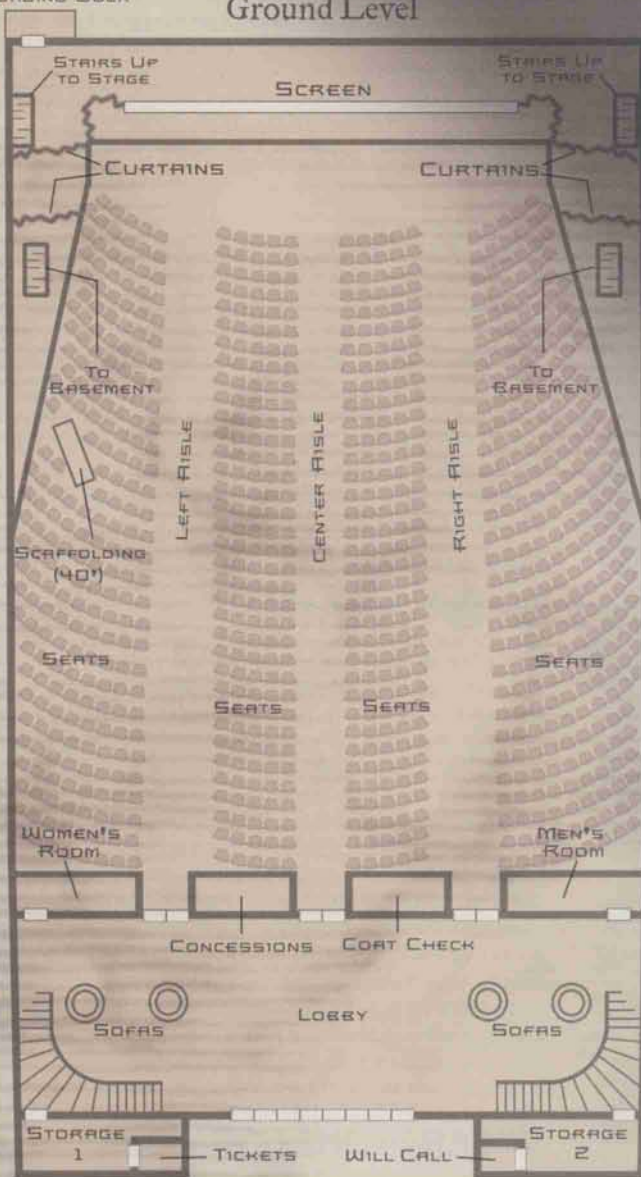 Ground Level
STAIRS UP
TO STAGE
STAIRS UP
TO STAGE
SCREEN
CURTAINS
CURTAINS
TO
BASEMENT
TO
BASEMENT
LEFT AISLE
CENTER AISLE
RIGHT AISLE
SCAFFOLDING
(40')
SEATS
SEATS
SEATS
SEATS
WOMEN'S
ROOM
MEN'S
ROOM
CONCESSIONS
COAT CHECK
LOBBY
SOFAS
SOFAS
STORAGE
1
TICKETS
WILL CALL
STORAGE
2